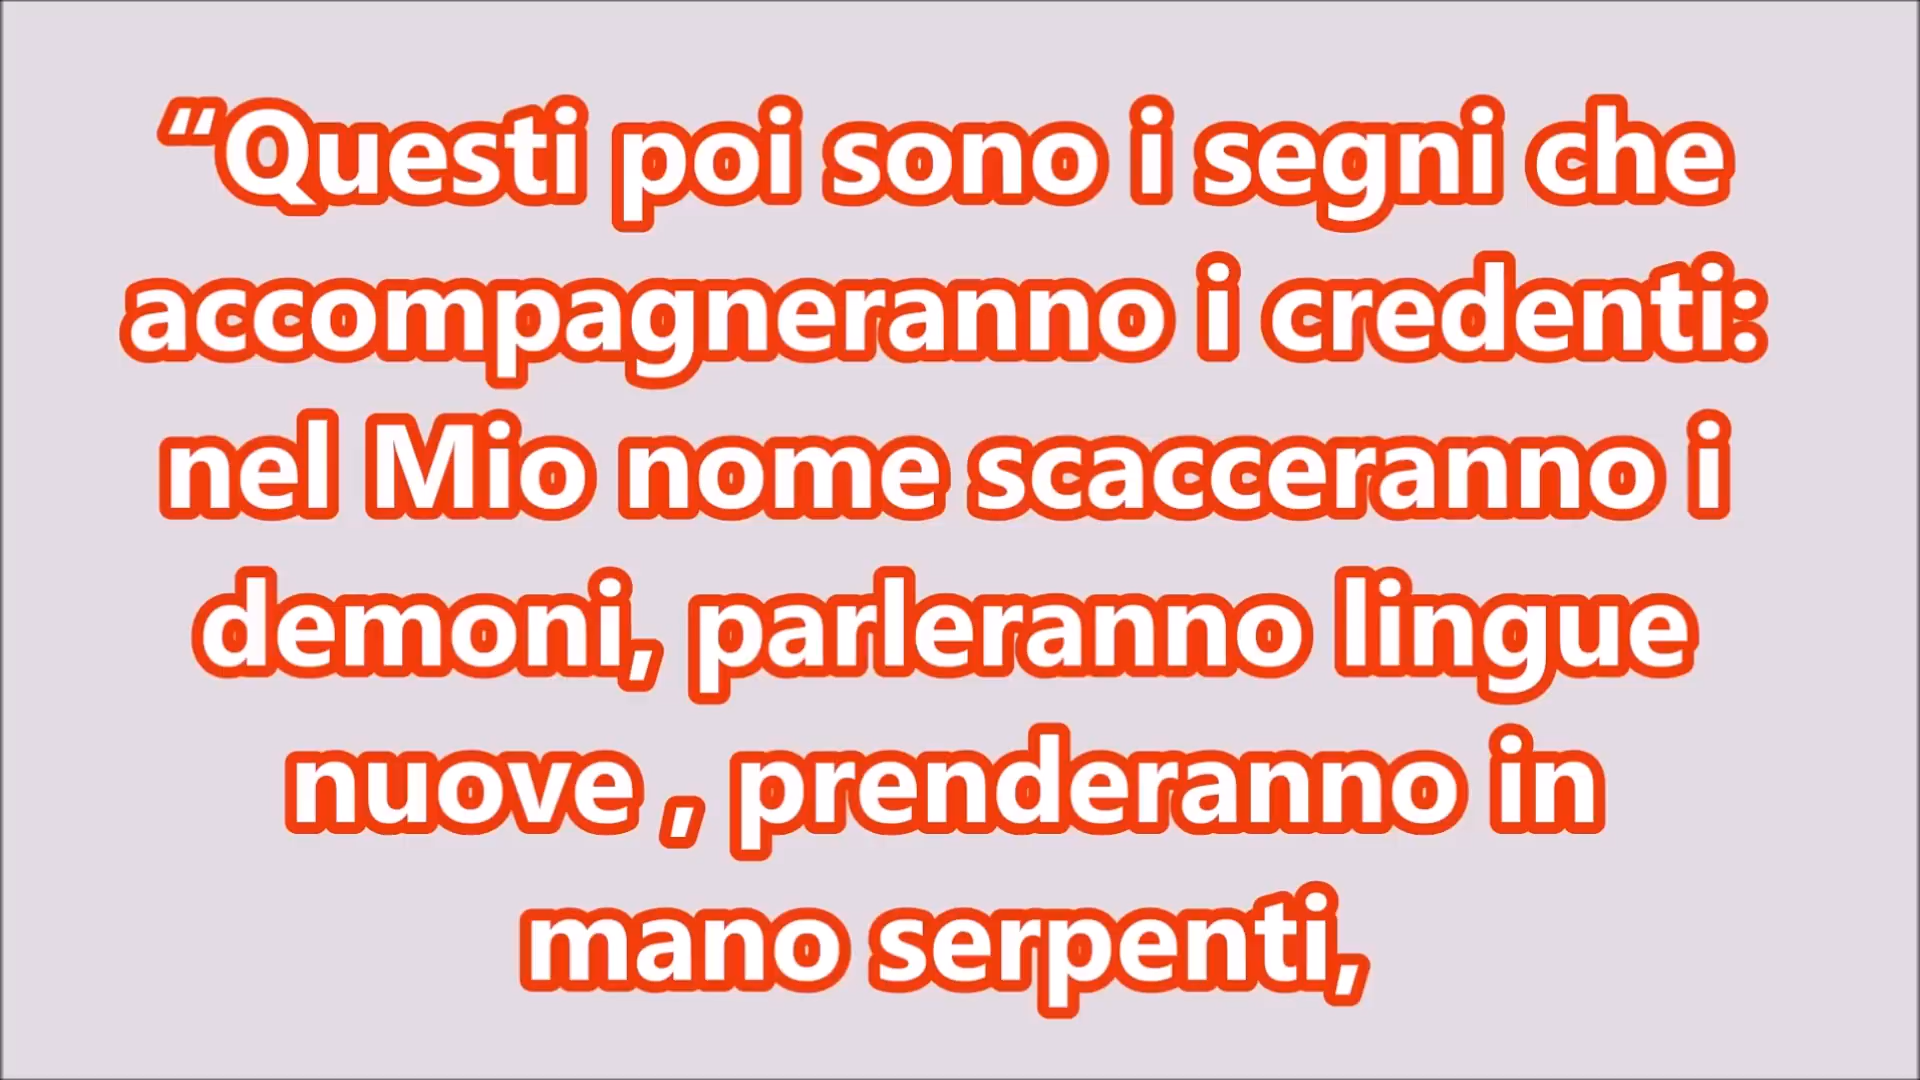 “Questi poi sono i segni che
accompagneranno i credenti:
nel Mio nome scacceranno i
demoni, parleranno lingue
nuove , prenderanno in
mano serpenti,